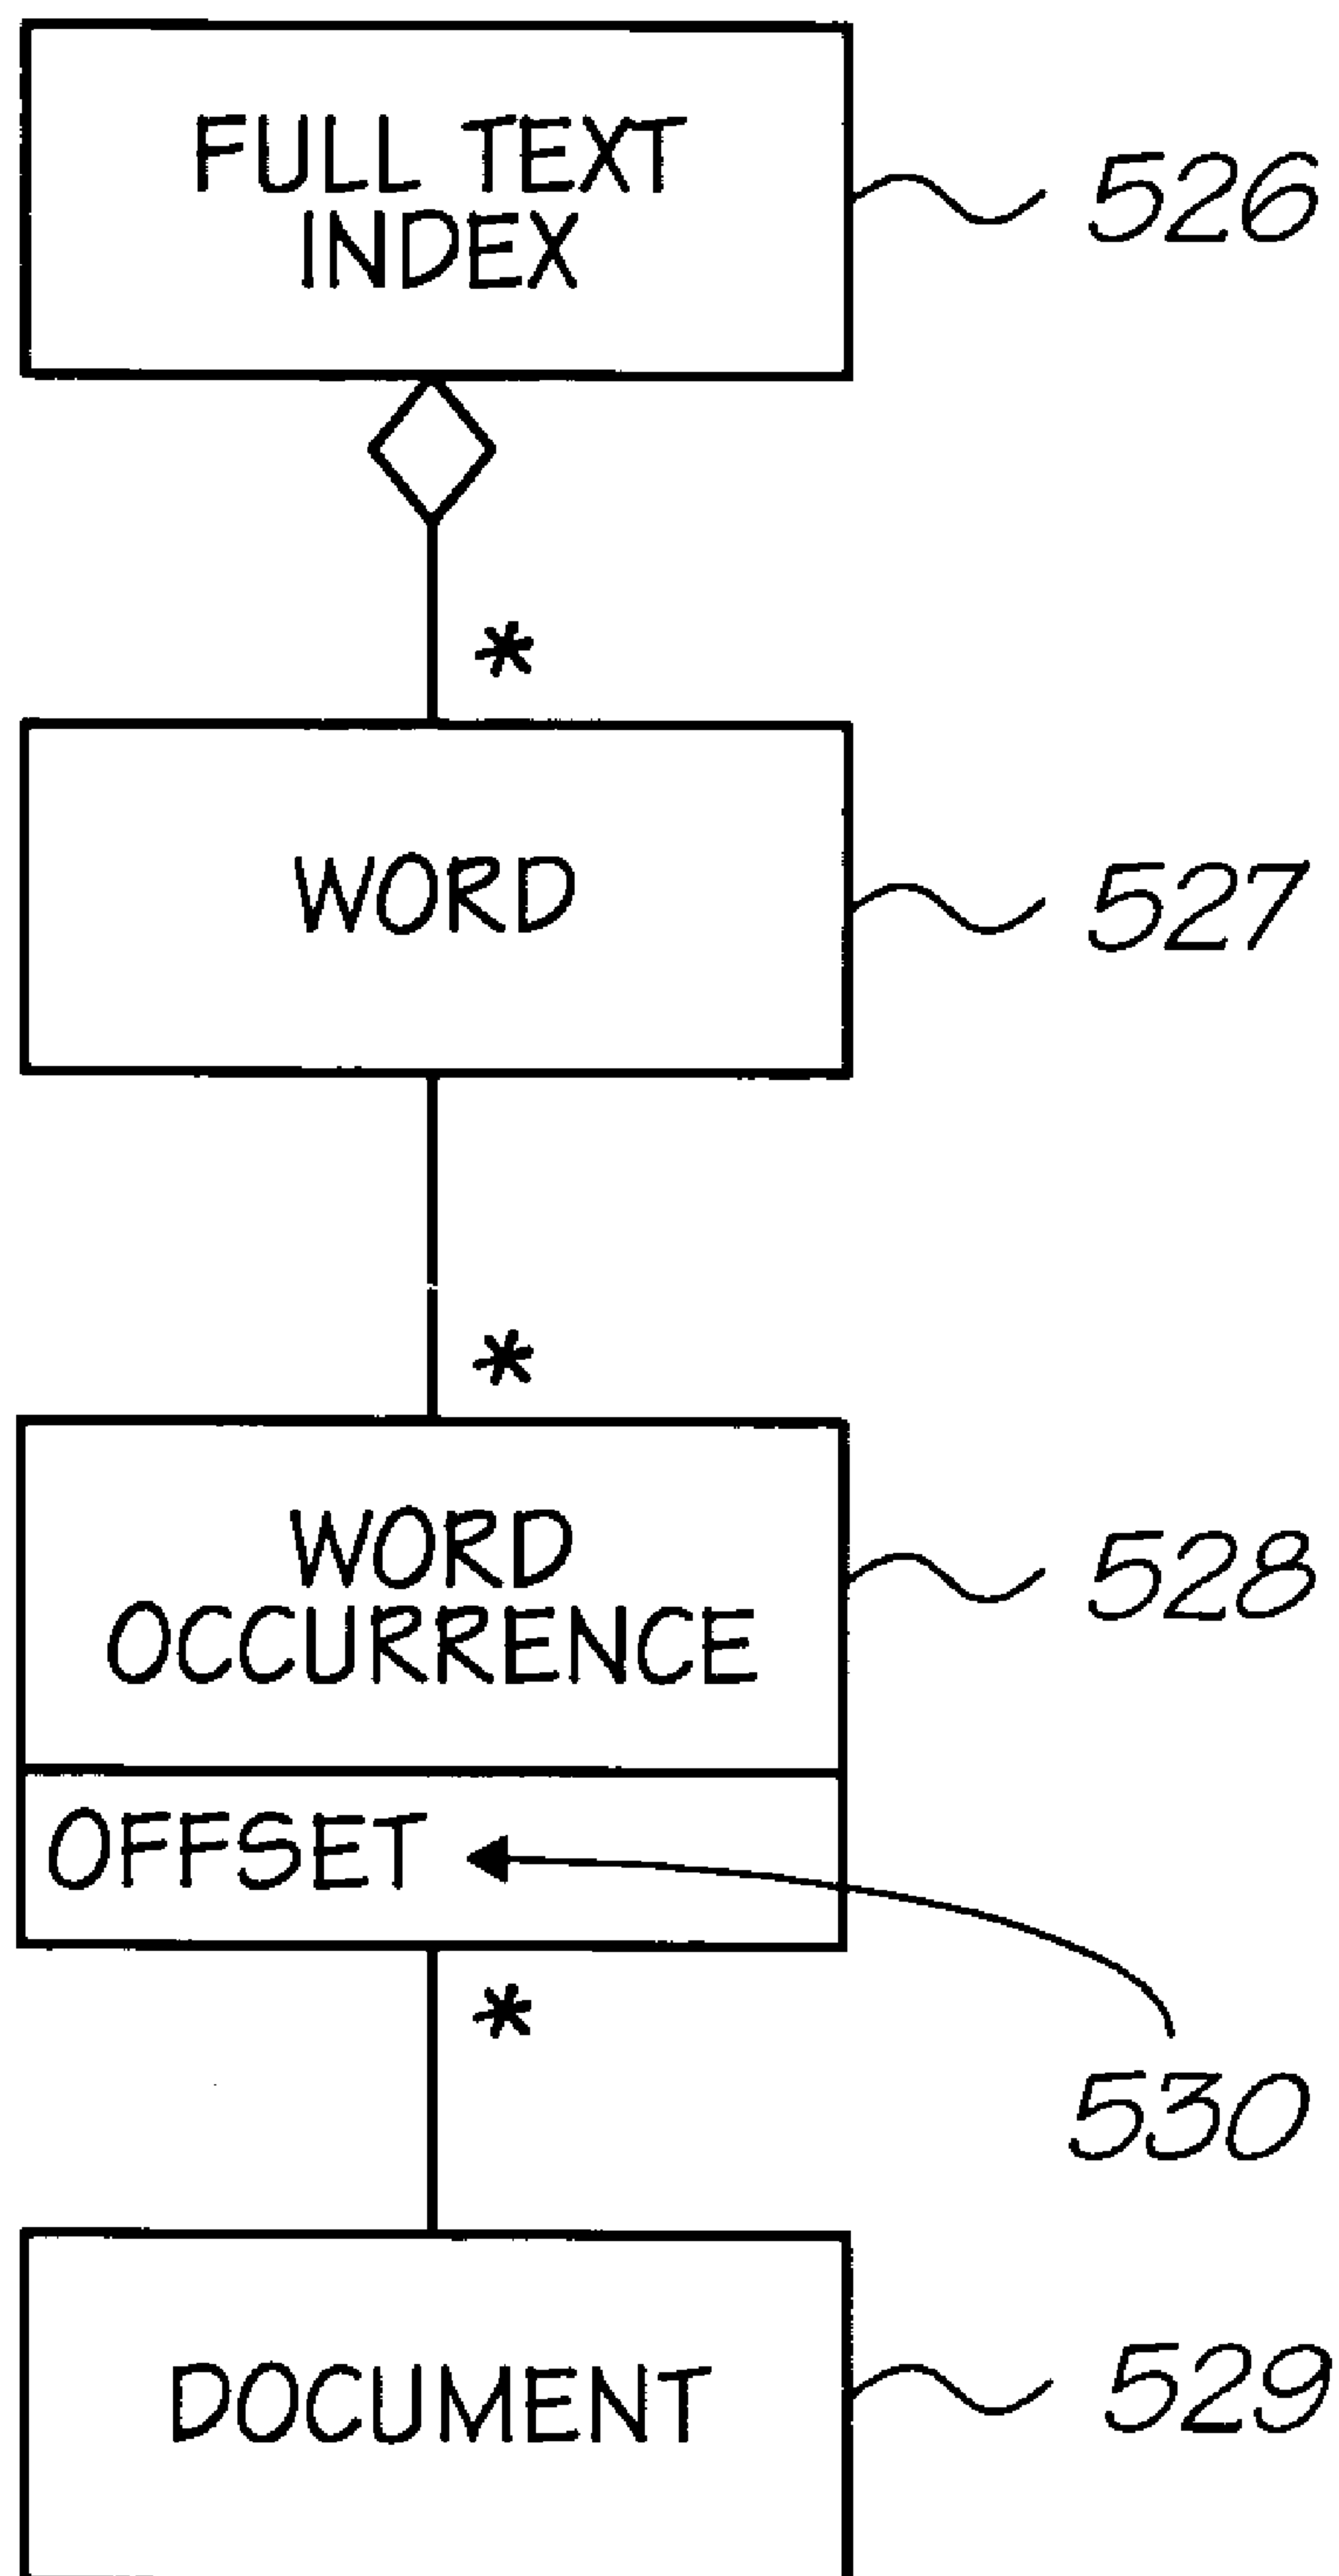 FULL TEXT
INDEX
526
*
WORD
527
*
WORD
OCCURRENCE
528
OFFSET
*
530
DOCUMENT
529